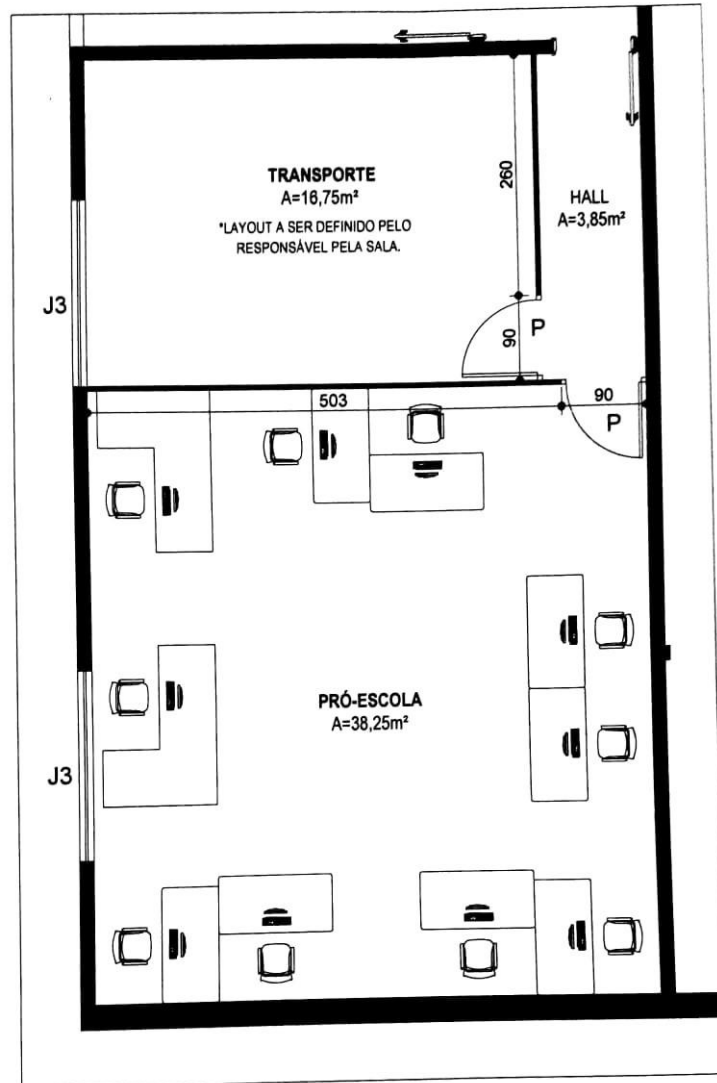 TRANSPORTE
A=16,75m²
*LAYOUT A SER DEFINIDO PELO
RESPONSÁVEL PELA SALA.
260
HALL
A=3,85m²
J3
90
P
503
90
P
PRÓ-ESCOLA
A=38,25m²
J3